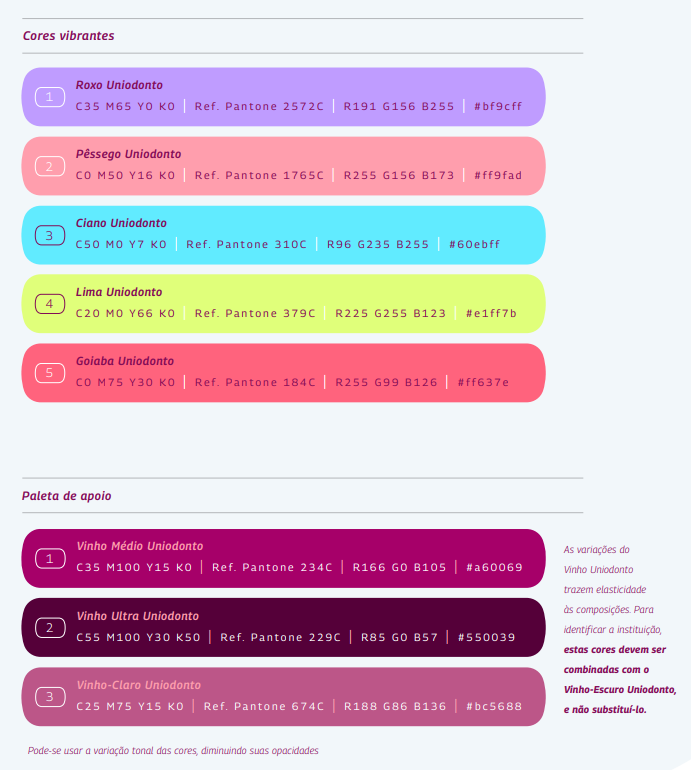 Cores vibrantes
1
Roxo Uniodonto
C35 M65 Y0 K0 | Ref. Pantone 2572C | R191 G156 B255 | #bf9cff
2
Pêssego Uniodonto
C0 M50 Y16 K0 | Ref. Pantone 1765C | R255 G156 B173 | #ff9fad
3
Ciano Uniodonto
C50 M0 Y7 K0 | Ref. Pantone 310C | R96 G235 B255 | #60ebff
4
Lima Uniodonto
C20 M0 Y66 K0 | Ref. Pantone 379C | R225 G255 B123 | #e1ff7b
5
Goiaba Uniodonto
C0 M75 Y30 K0 | Ref. Pantone 184C | R255 G99 B126 | #ff637e
Paleta de apoio
1
Vinho Médio Uniodonto
C35 M100 Y15 K0 | Ref. Pantone 234C | R166 G0 B105 | #a60069
2
Vinho Ultra Uniodonto
C55 M100 Y30 K50 | Ref. Pantone 229C | R85 G0 B57 | #550039
3
Vinho-Claro Uniodonto
C25 M75 Y15 K0 | Ref. Pantone 674C | R188 G86 B136 | #bc5688
As variações do
Vinho Uniodonto
trazem elasticidade
às composições. Para
identificar a instituição,
estas cores devem ser
combinadas com o
Vinho-Escuro Uniodonto,
e não substituí-lo.
Pode-se usar a variação tonal das cores, diminuindo suas opacidades